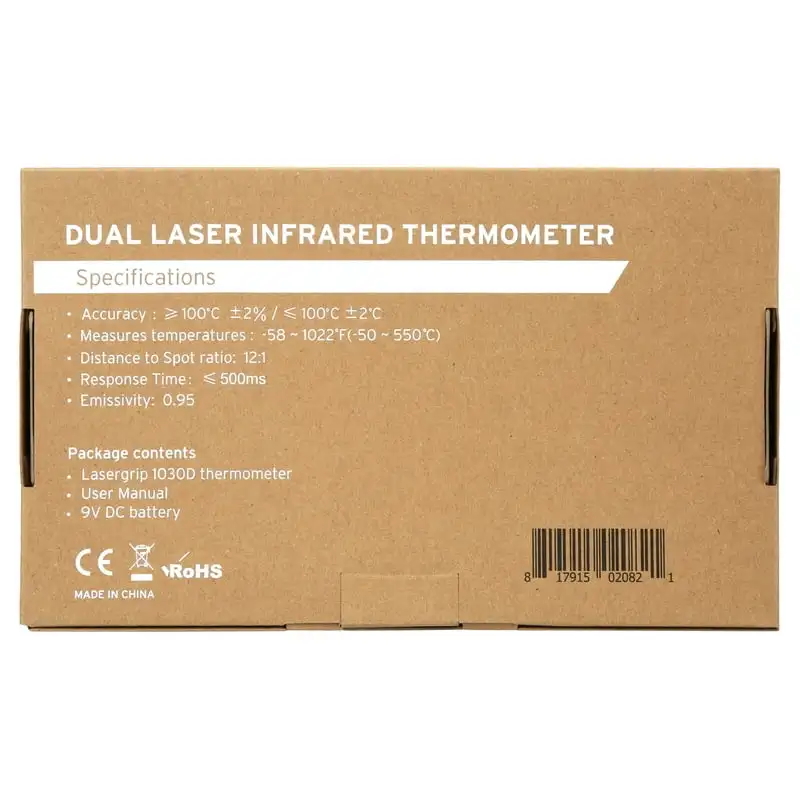 DUAL LASER INFRARED THERMOMETER
Specifications
• Accuracy : ≥100°C ±2% / ≤ 100°C ±2°C
• Measures temperatures : -58 ~ 1022°F(-50 ~ 550°C)
• Distance to Spot ratio: 12:1
• Response Time: ≤500ms
• Emissivity: 0.95
Package contents
• Lasergrip 1030D thermometer
• User Manual
• 9V DC battery
CE RoHS
MADE IN CHINA
8 17915 02082 1